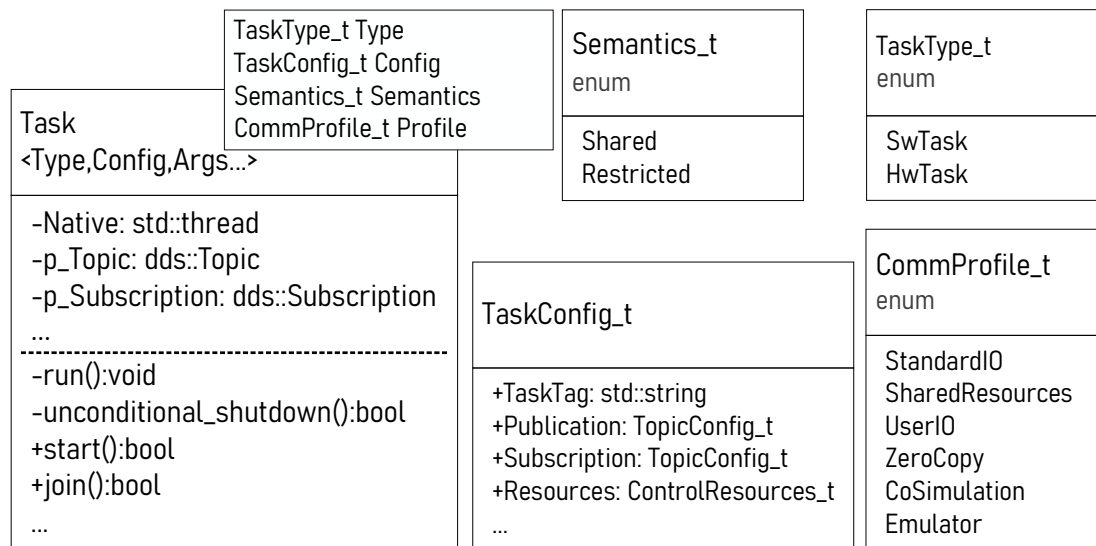 TaskType_t Type
TaskConfig_t Config
Semantics_t Semantics
CommProfile_t Profile
Task
<Type,Config,Args...>
-Native: std::thread
-p_Topic: dds::Topic
-p_Subscription: dds::Subscription
...
-run():void
-unconditional_shutdown():bool
+start():bool
+join():bool
...
Semantics_t
enum
Shared
Restricted
TaskType_t
enum
SwTask
HwTask
TaskConfig_t
+TaskTag: std::string
+Publication: TopicConfig_t
+Subscription: TopicConfig_t
+Resources: ControlResources_t
...
CommProfile_t
enum
StandardIO
SharedResources
UserIO
ZeroCopy
CoSimulation
Emulator